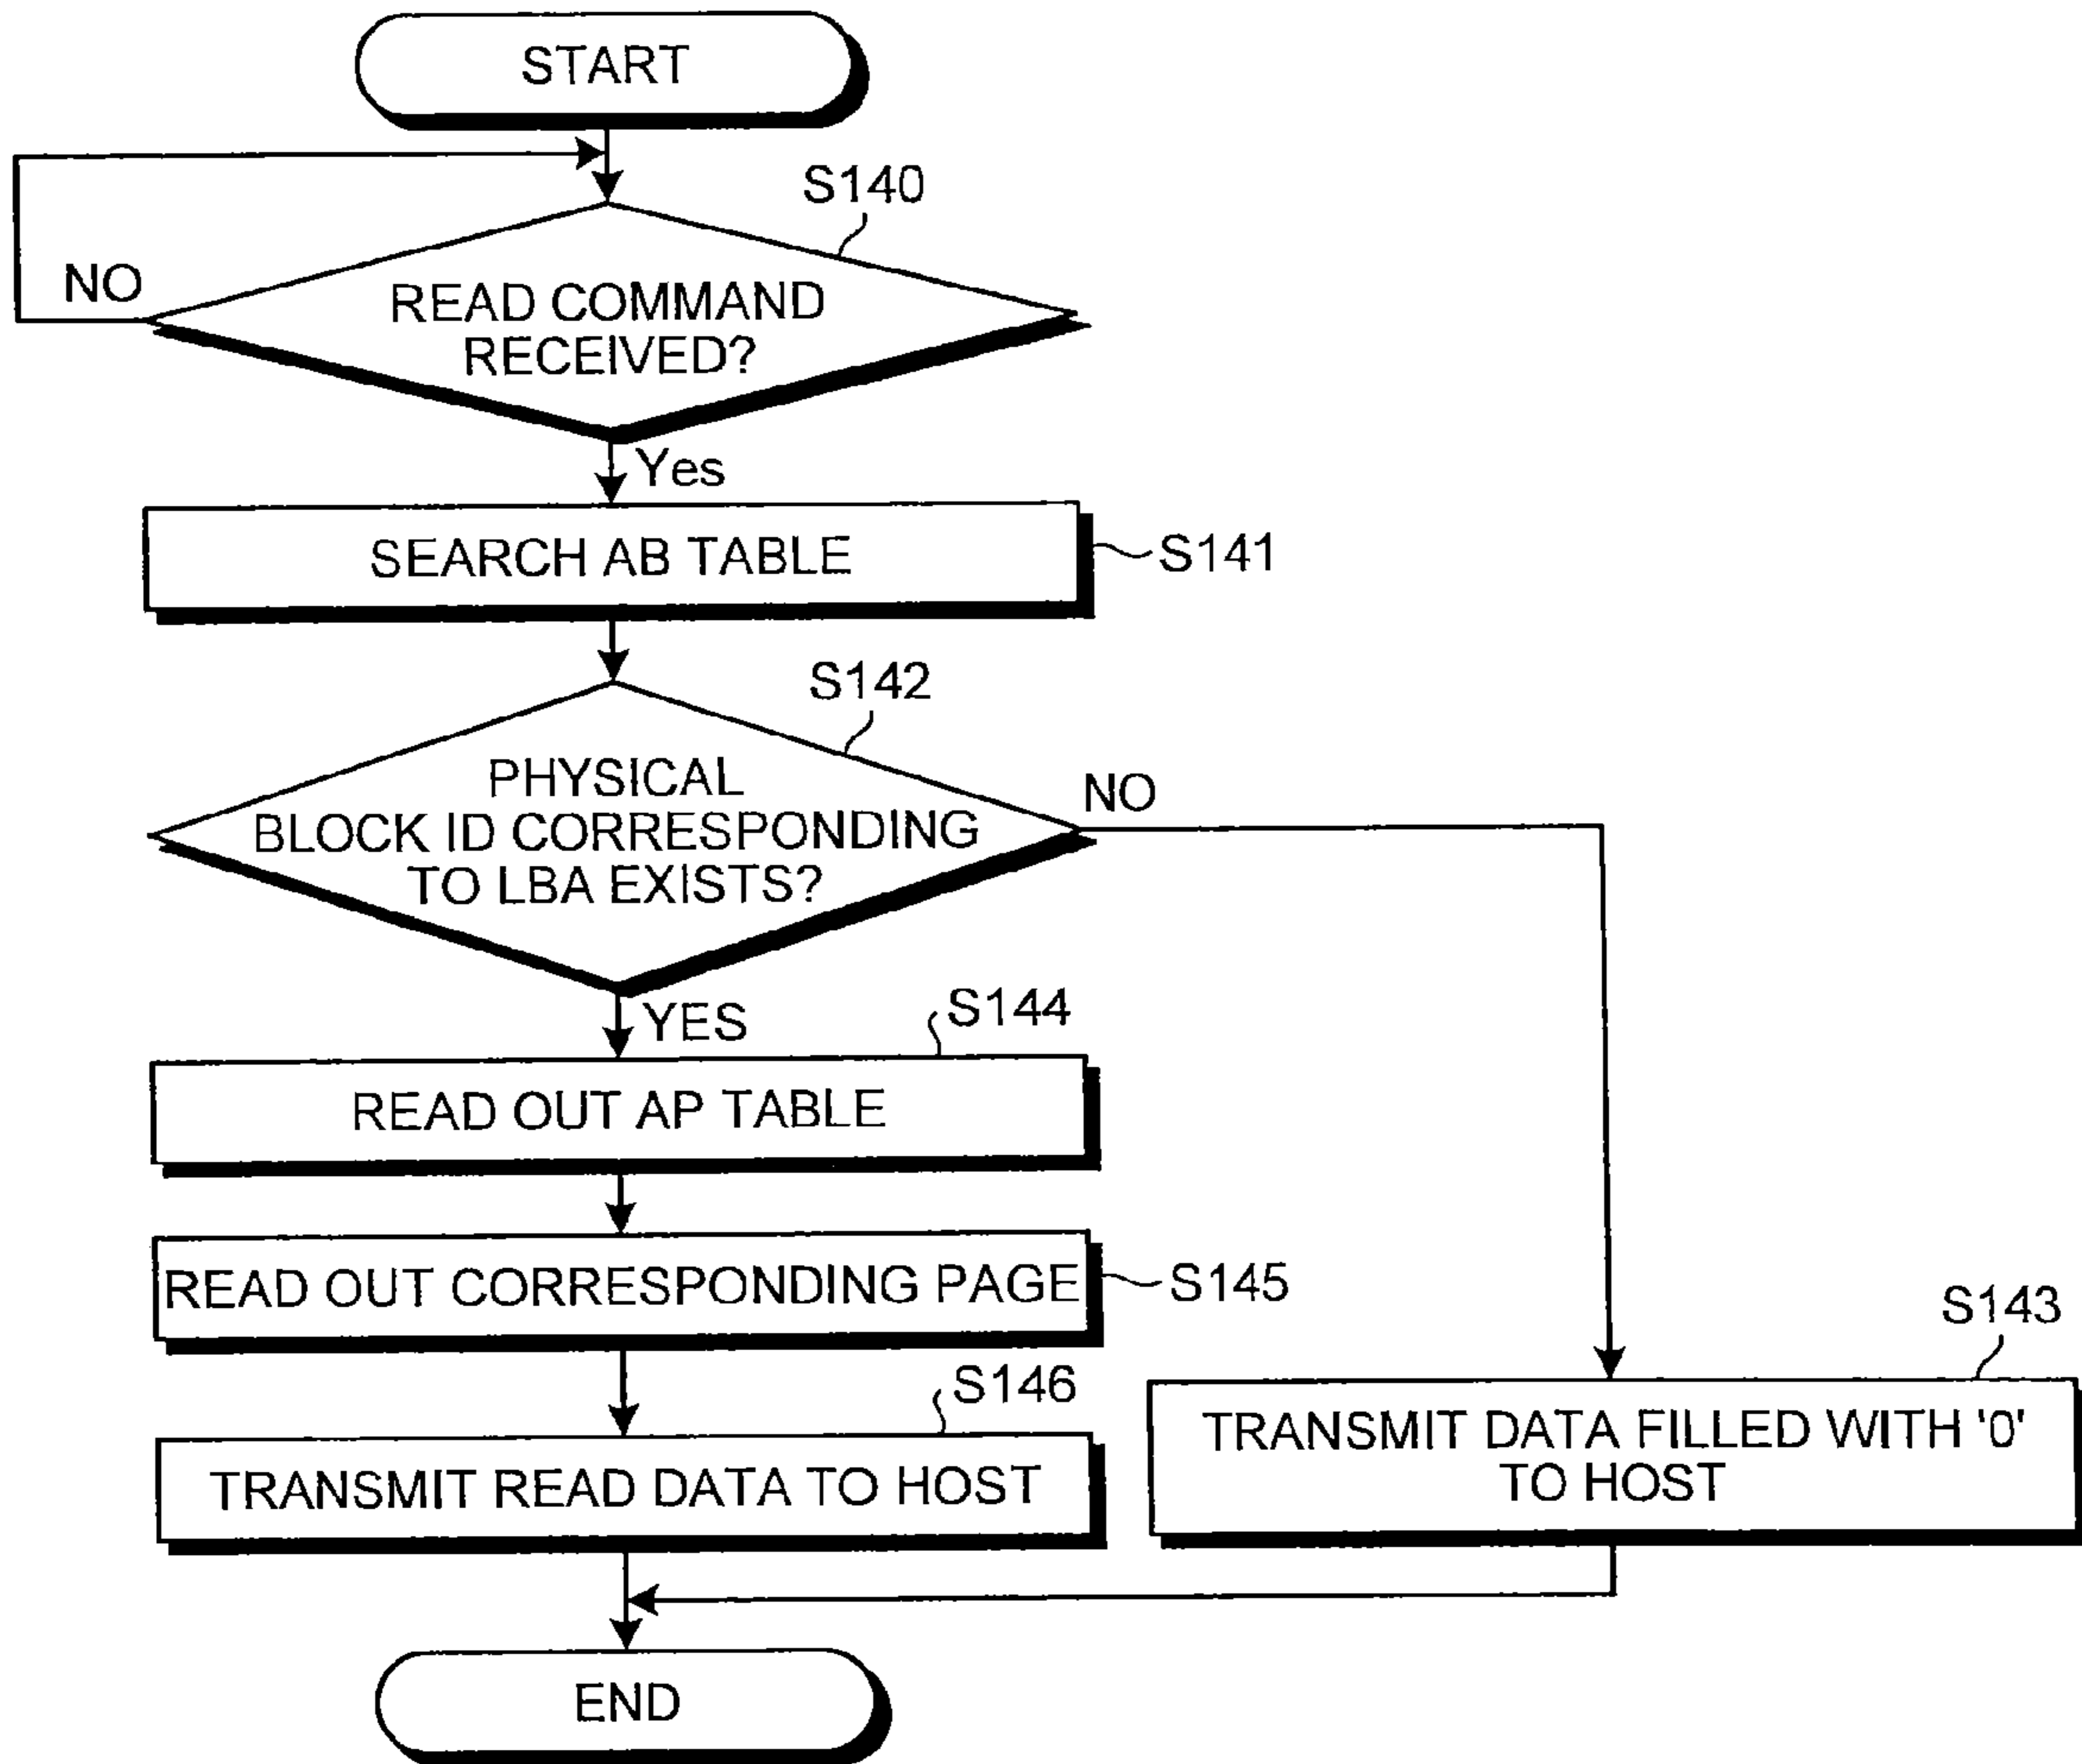 START
S140
NO
READ COMMAND
RECEIVED?
Yes
SEARCH AB TABLE
S141
S142
PHYSICAL
BLOCK ID CORRESPONDING
TO LBA EXISTS?
NO
YES
S144
READ OUT AP TABLE
READ OUT CORRESPONDING PAGE
S145
S143
S146
TRANSMIT DATA FILLED WITH '0'
TO HOST
TRANSMIT READ DATA TO HOST
END